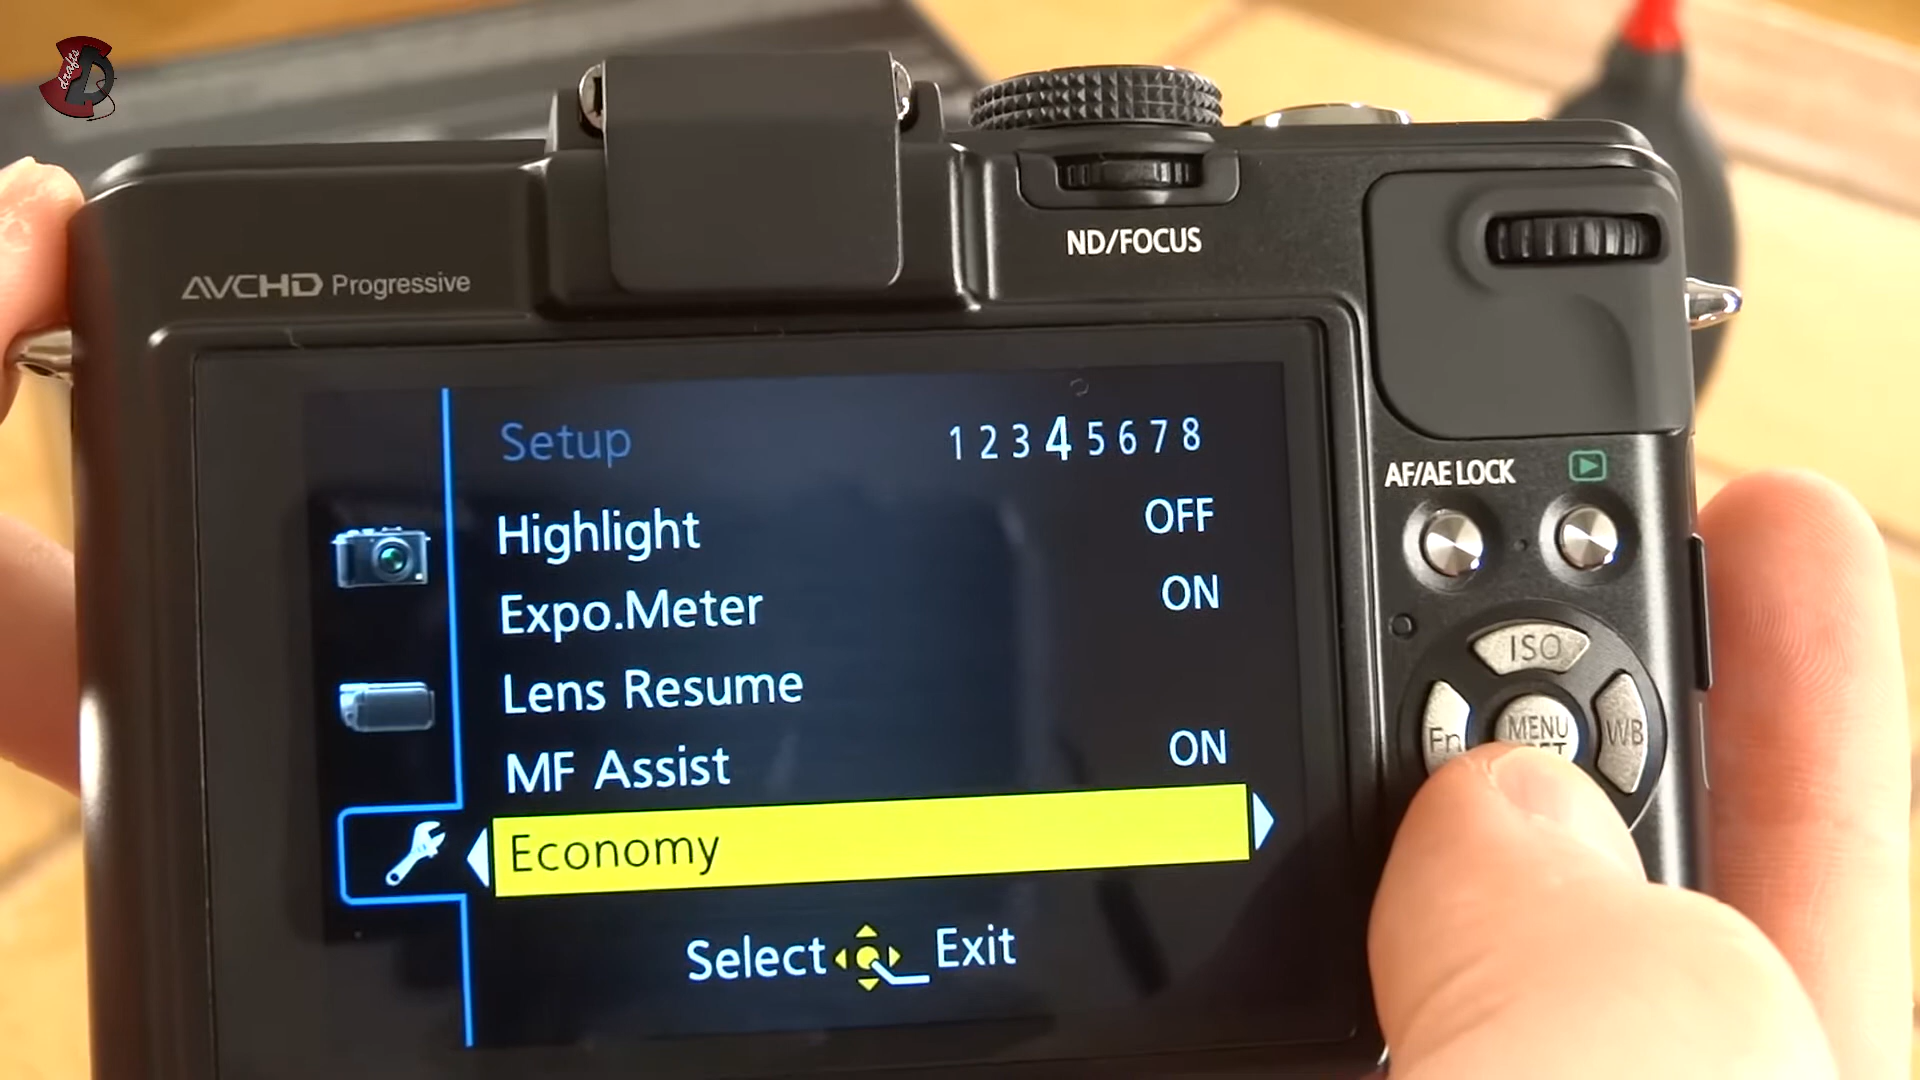 drafts
ND/FOCUS
AVCHD Progressive
Setup 1 2 3 4 5 6 7 8
Highlight OFF
Expo.Meter ON
Lens Resume
MF Assist ON
Economy
Select Exit
AF/AE LOCK
ISO
Fn MENU WB